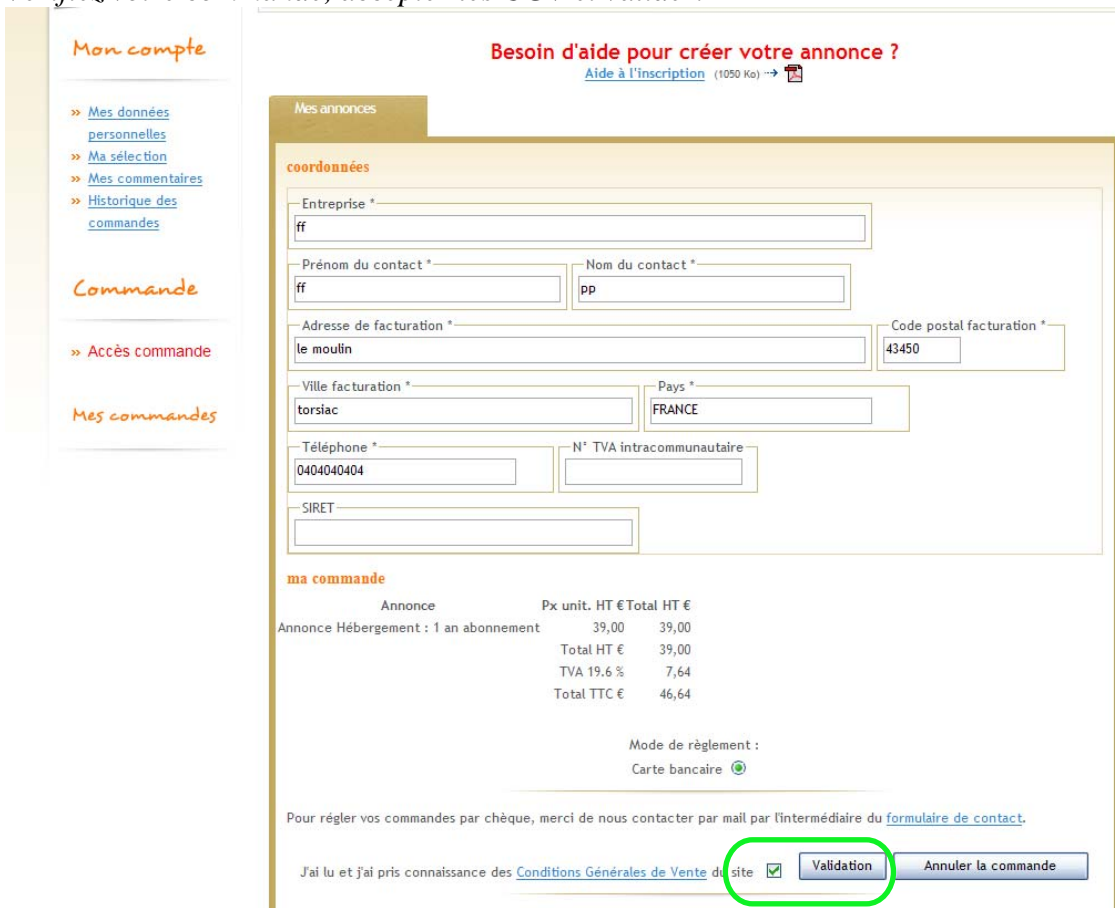 Mon compte
Besoin d'aide pour créer votre annonce ?
Aide à l'inscription (1050 Ko)
» Mes données
personnelles
» Ma sélection
» Mes commentaires
» Historique des
commandes
Commande
» Accès commande
Mes commandes
Mes annonces
coordonnées
Entreprise *
ff
Prénom du contact * Nom du contact *
ff pp
Adresse de facturation * Code postal facturation *
le moulin 43450
Ville facturation * Pays *
torsiac FRANCE
Téléphone * N° TVA intracommunautaire
0404040404
SIRET
ma commande
Annonce Px unit. HT € Total HT €
Annonce Hébergement : 1 an abonnement 39,00 39,00
Total HT € 39,00
TVA 19.6 % 7,64
Total TTC € 46,64
Mode de règlement :
Carte bancaire
Pour régler vos commandes par chèque, merci de nous contacter par mail par l'intermédiaire du formulaire de contact.
J'ai lu et j'ai pris connaissance des Conditions Générales de Vente du site Validation Annuler la commande